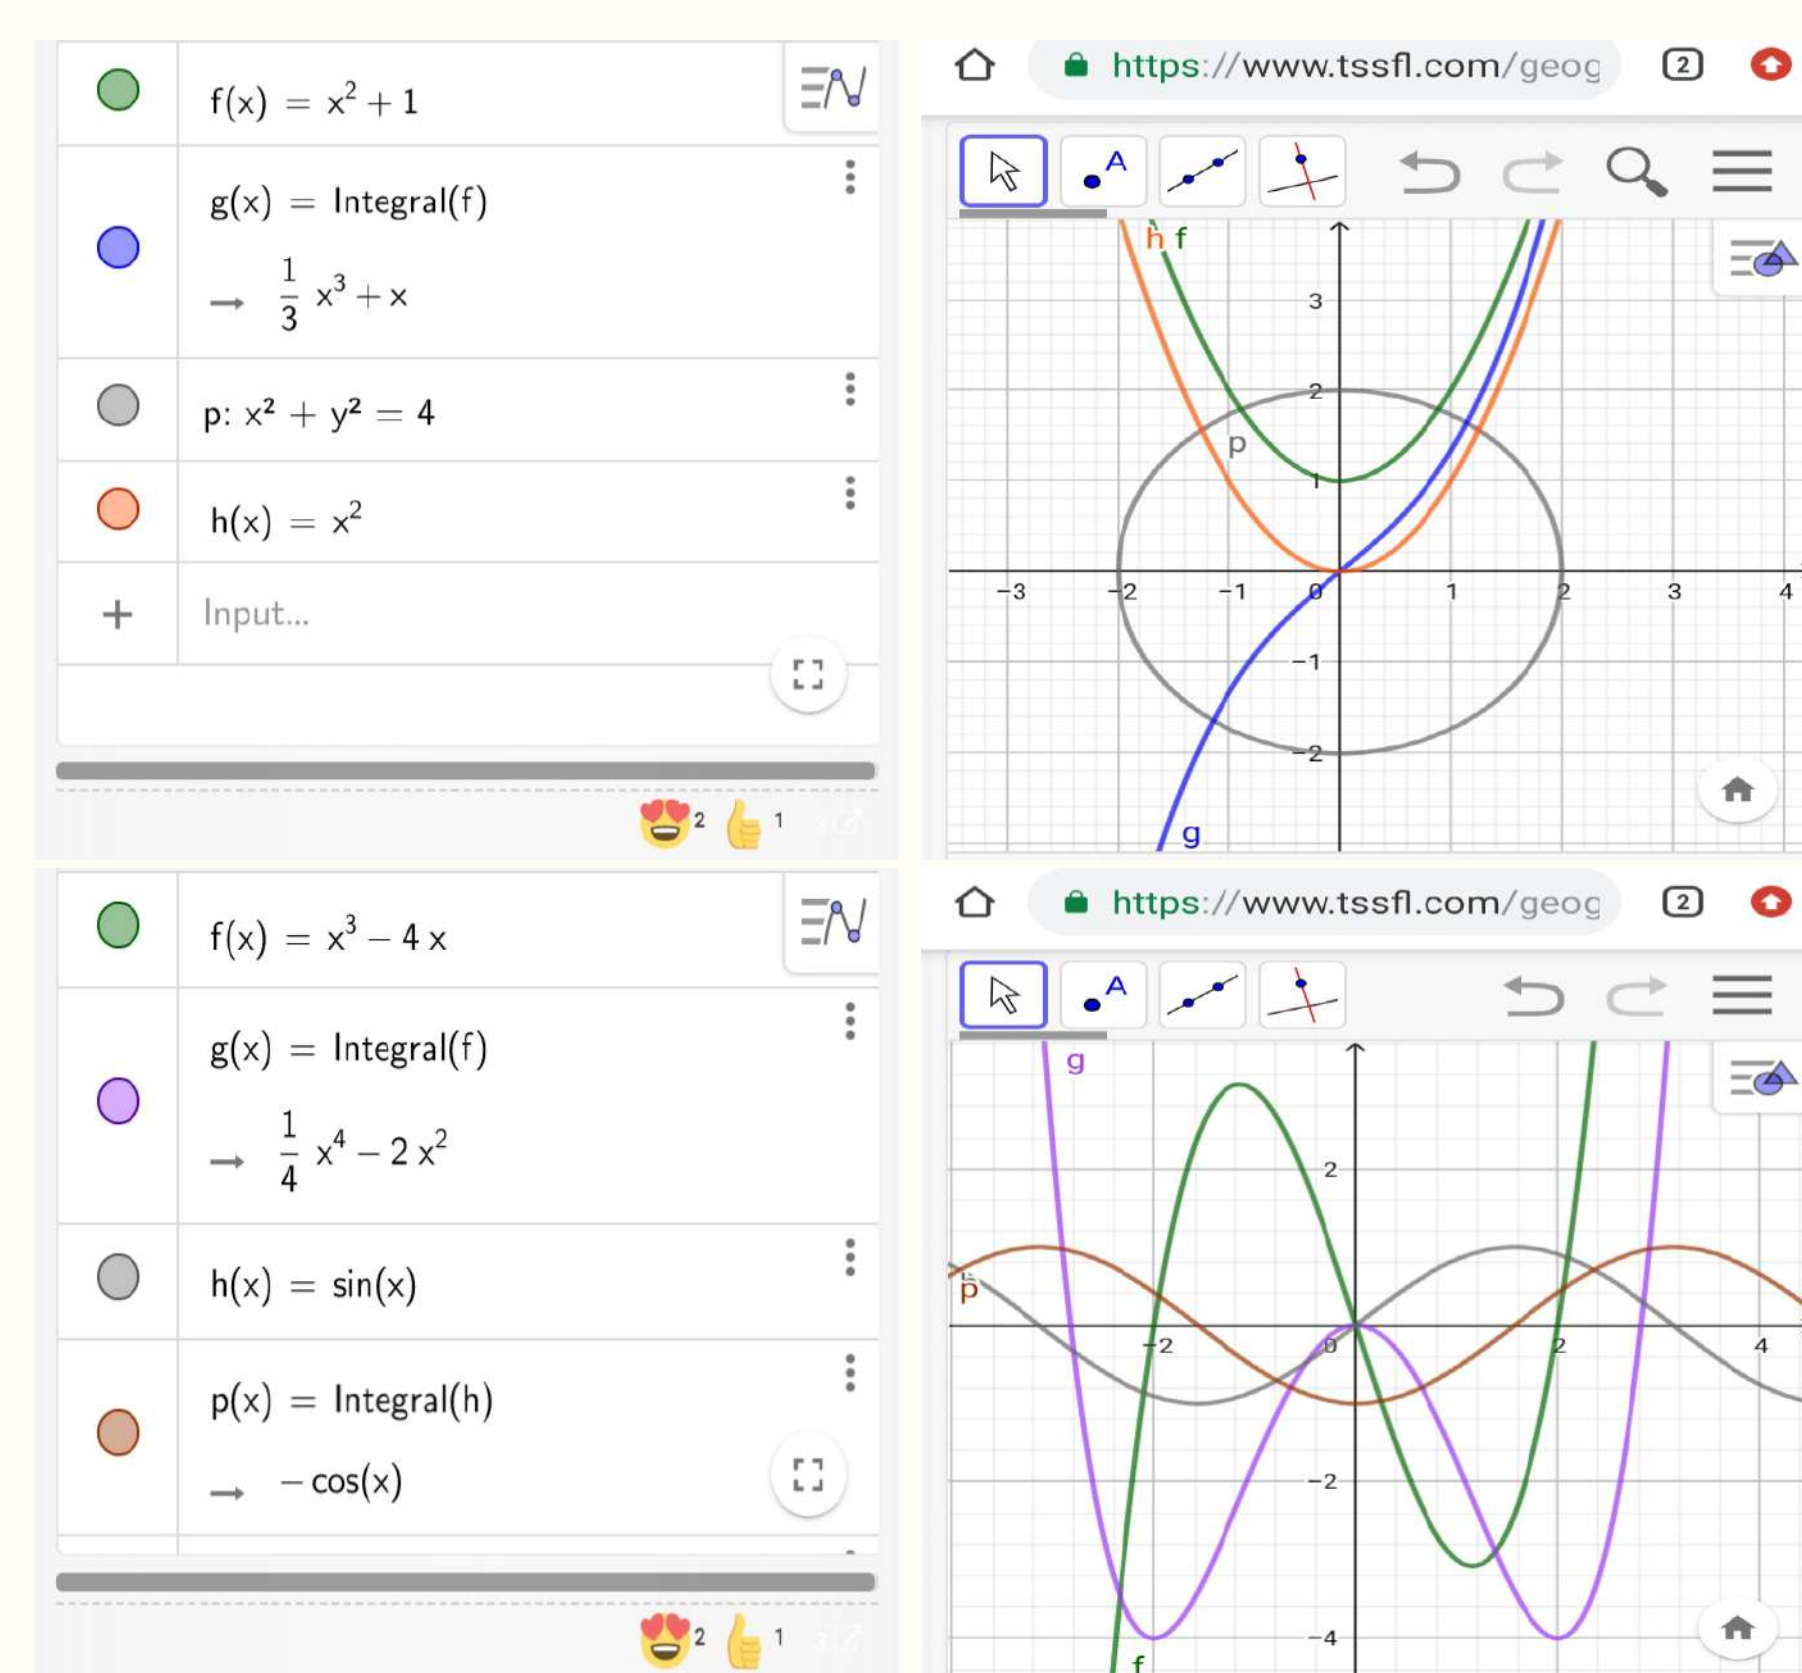 f(x) = x² + 1
g(x) = Integral(f)
→ 1/3 x³ + x
p: x² + y² = 4
h(x) = x²
+ Input...
2 1
https://www.tssfl.com/geog 2
A
h f
3
2
p
1
-3 -2 -1 0 1 2 3 4
-1
-2
g
f(x) = x³ − 4 x
g(x) = Integral(f)
→ 1/4 x⁴ − 2 x²
h(x) = sin(x)
p(x) = Integral(h)
→ − cos(x)
2 1
https://www.tssfl.com/geog 2
A
g
2
p
-2 0 2 4
-2
-4
f